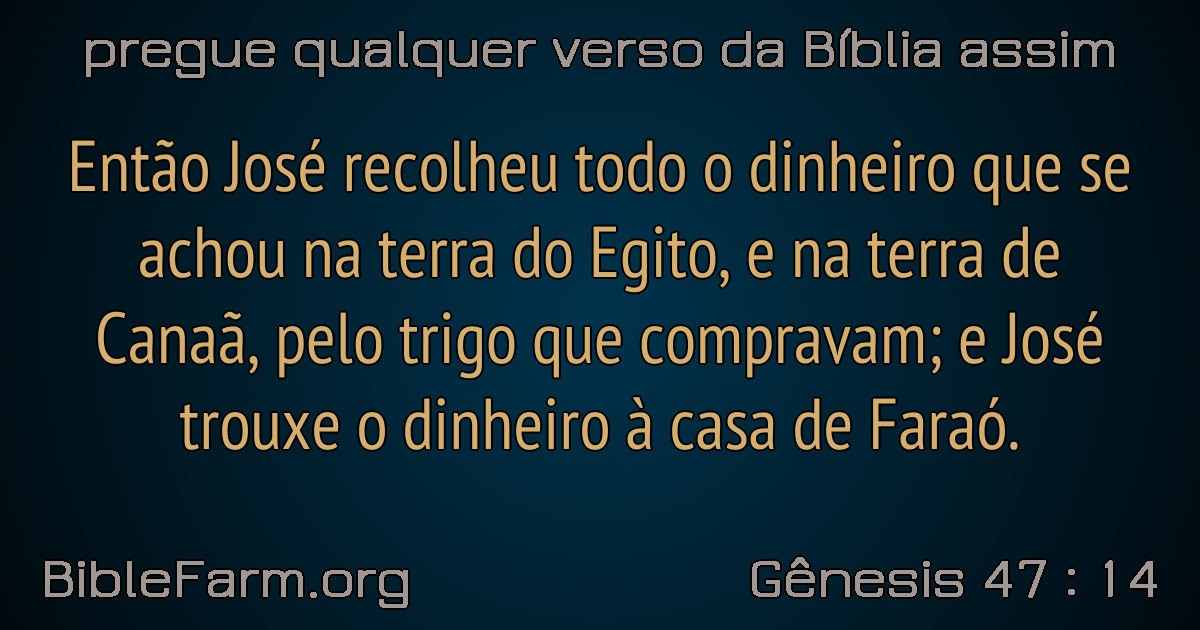 pregue qualquer verso da Bíblia assim
Então José recolheu todo o dinheiro que se
achou na terra do Egito, e na terra de
Canaã, pelo trigo que compravam; e José
trouxe o dinheiro à casa de Faraó.
BibleFarm.org
Gênesis 47 : 14